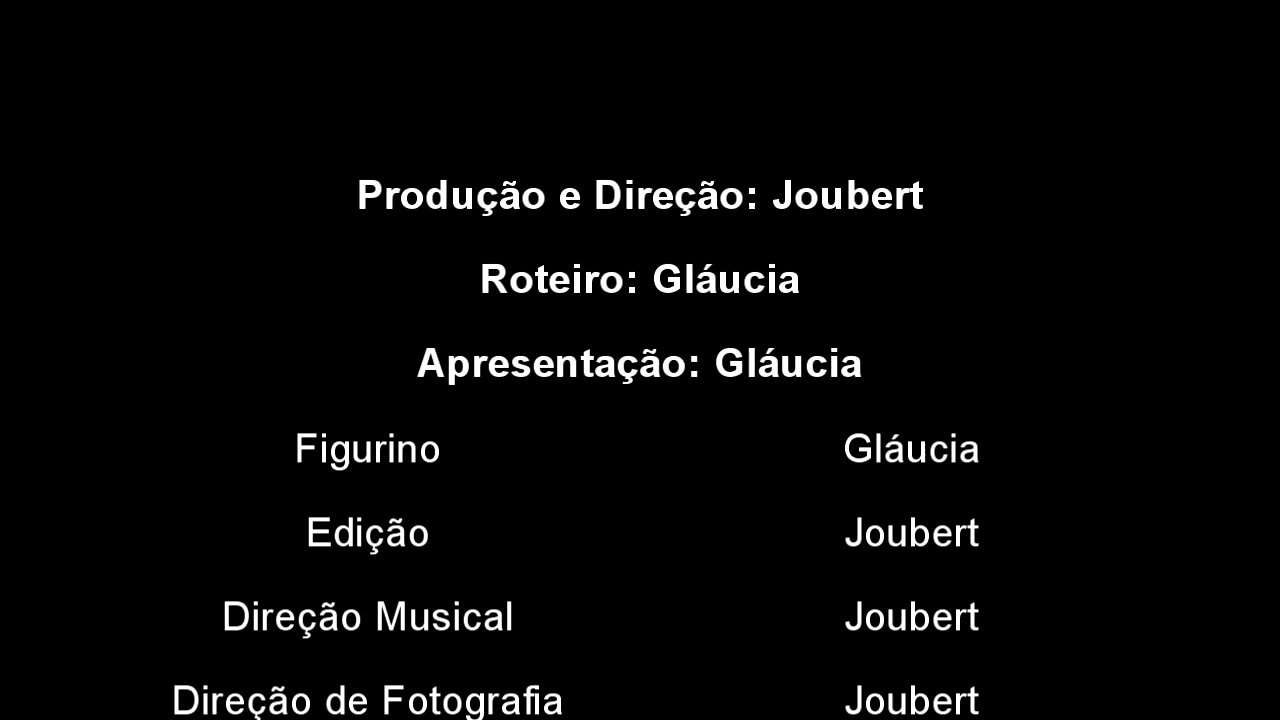 Produção e Direção: Joubert
Roteiro: Gláucia
Apresentação: Gláucia
Figurino Gláucia
Edição Joubert
Direção Musical Joubert
Direção de Fotografia Joubert